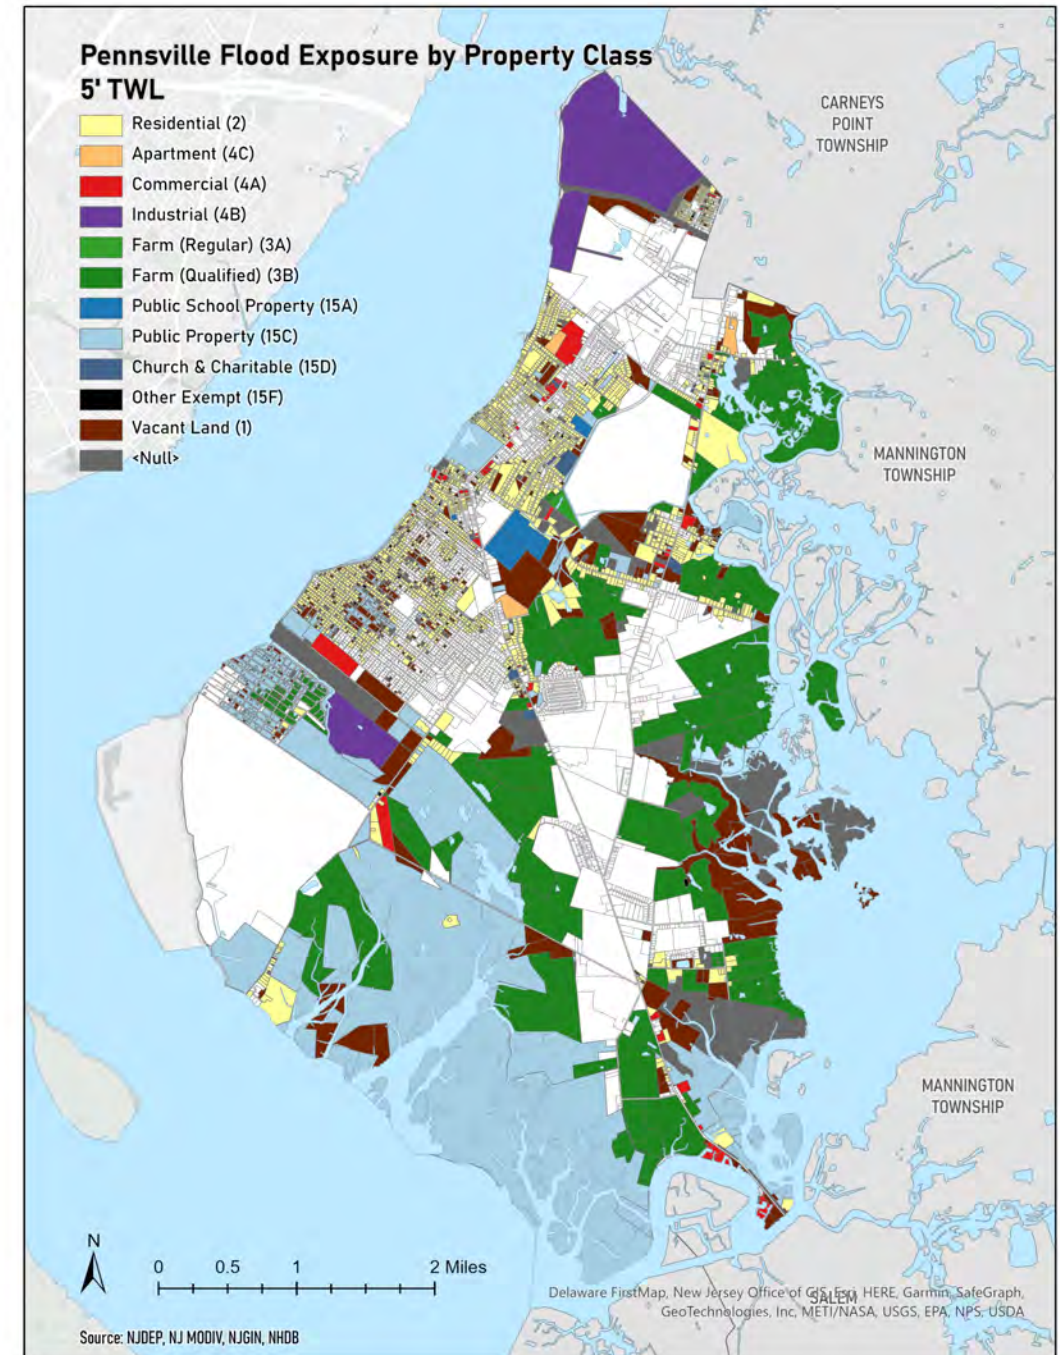 Pennsville Flood Exposure by Property Class
5' TWL
Residential (2)
Apartment (4C)
Commercial (4A)
Industrial (4B)
Farm (Regular) (3A)
Farm (Qualified) (3B)
Public School Property (15A)
Public Property (15C)
Church & Charitable (15D)
Other Exempt (15F)
Vacant Land (1)
<Null>
CARNEYS
POINT
TOWNSHIP
MANNINGTON
TOWNSHIP
MANNINGTON
TOWNSHIP
SALEM
N
0 0.5 1 2 Miles
Delaware FirstMap, New Jersey Office of GIS, Esri, HERE, Garmin, SafeGraph,
GeoTechnologies, Inc, METI/NASA, USGS, EPA, NPS, USDA
Source: NJDEP, NJ MODIV, NJGIN, NHDB